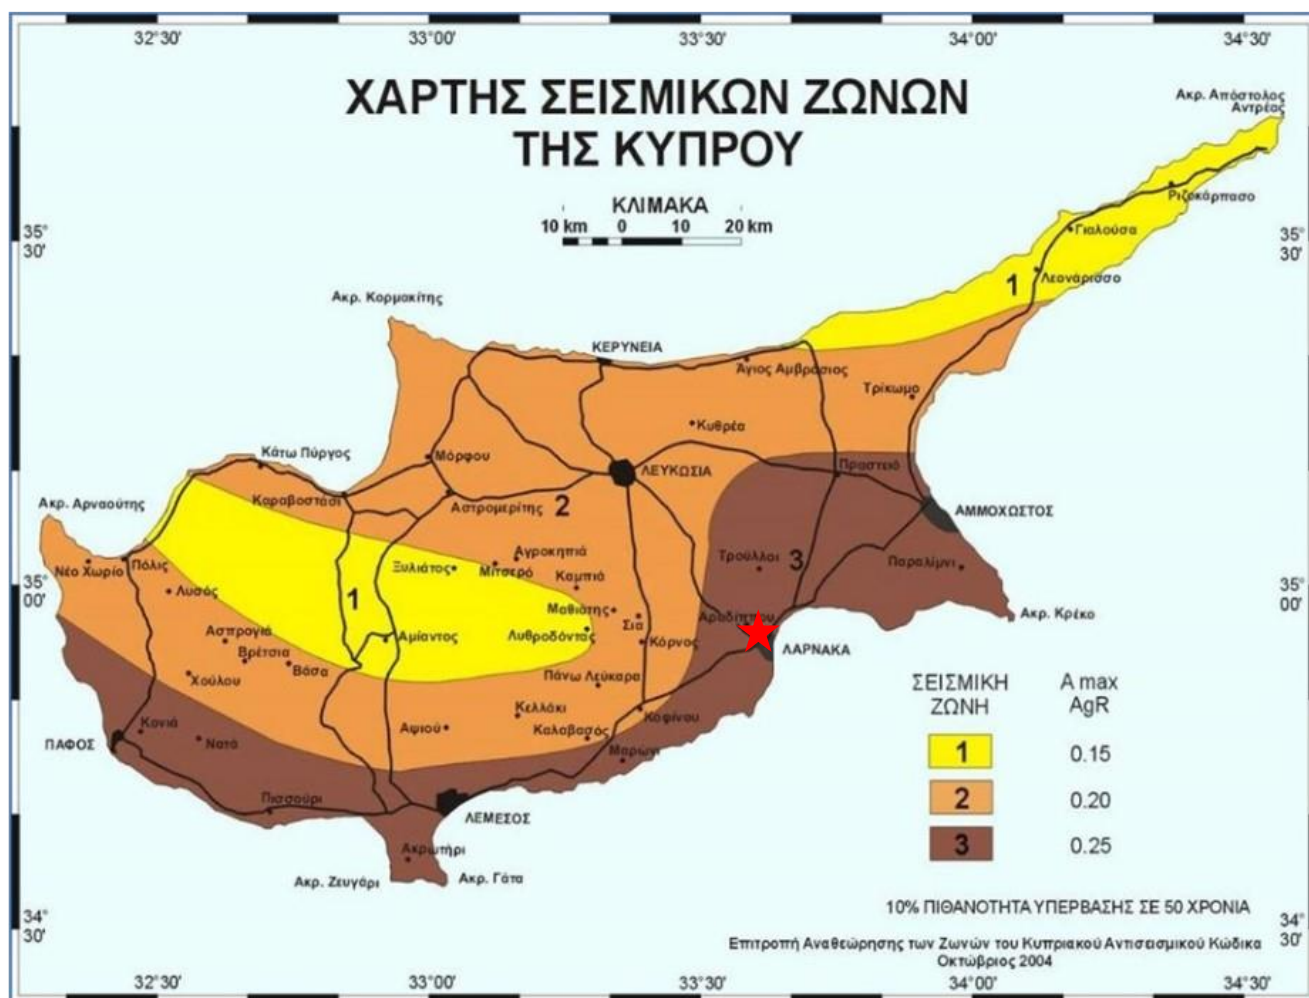 32°30' 33°00' 33°30' 34°00' 34°30'
ΧΑΡΤΗΣ ΣΕΙΣΜΙΚΩΝ ΖΩΝΩΝ
ΤΗΣ ΚΥΠΡΟΥ
Ακρ. Απόστολος
Αντρέας
ΚΛΙΜΑΚΑ
10 km 0 10 20 km
Ριζοκάρπασο
35°
30'
35°
30'
Γιαλούσα
Λεονάρισσο
1
Ακρ. Κορμακίτης
ΚΕΡΥΝΕΙΑ
Άγιος Αμβρόσιος
Τρίκωμο
Κυθρέα
Κάτω Πύργος
Μόρφου
ΛΕΥΚΩΣΙΑ
Πραστειό
Ακρ. Αρναούτης
Καραβοστάσι
Αστρομερίτης
2
ΑΜΜΟΧΩΣΤΟΣ
Αγροκηπιά
Τρούλλοι
3
Παραλίμνι
Νέο Χωρίο
Πόλις
Ξυλιάτος
Μιτσερό
Καμπιά
35°
00'
35°
00'
Λυσός
1
Μαθιάτης
Σια
Αραδίππου
Ακρ. Κρέκο
Ασπρογιά
Αμίαντος
Λυθροδόντας
Κόρνος
ΛΑΡΝΑΚΑ
Βρέτσια
Βάσα
Χούλου
Πάνω Λεύκαρα
ΣΕΙΣΜΙΚΗ
ΖΩΝΗ
A max
AgR
Κελλάκι
Κοφίνου
Κονιά
Αψιού
Καλαβασός
ΠΑΦΟΣ
Νατά
Μαρώνι
1 0.15
Πισσούρι
2 0.20
ΛΕΜΕΣΟΣ
3 0.25
Ακρωτήρι
Ακρ. Ζευγάρι
Ακρ. Γάτα
10% ΠΙΘΑΝΟΤΗΤΑ ΥΠΕΡΒΑΣΗΣ ΣΕ 50 ΧΡΟΝΙΑ
34°
30'
34°
30'
Επιτροπή Αναθεώρησης των Ζωνών του Κυπριακού Αντισεισμικού Κώδικα
Οκτώβριος 2004
32°30' 33°00' 33°30' 34°00' 34°30'